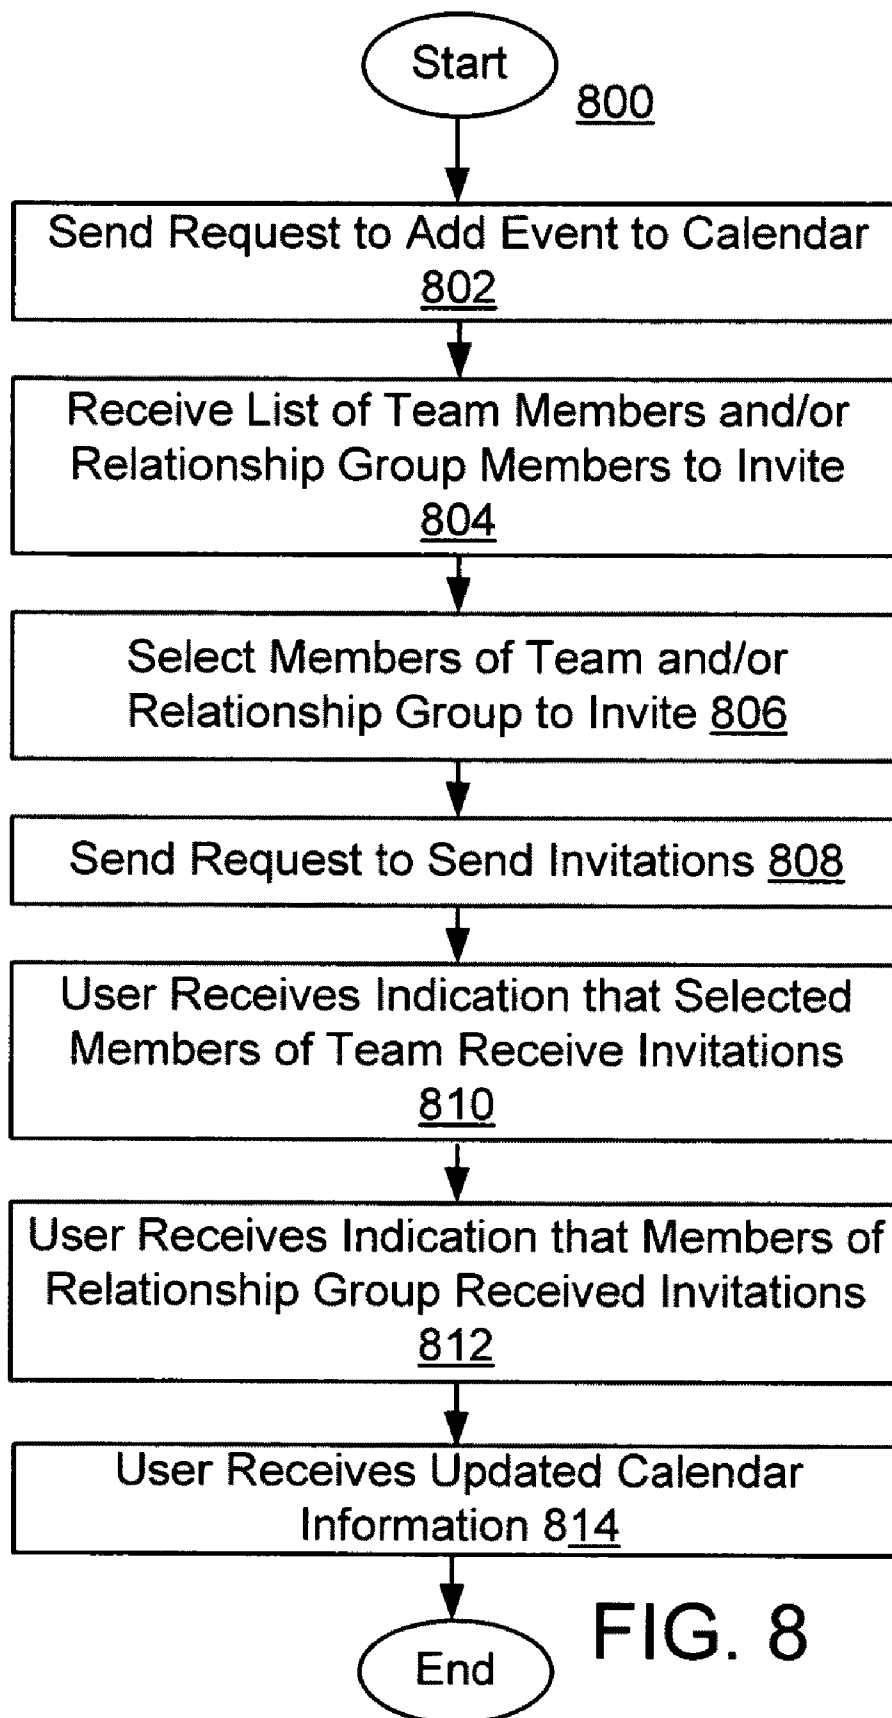 Start
800
Send Request to Add Event to Calendar
802
Receive List of Team Members and/or
Relationship Group Members to Invite
804
Select Members of Team and/or
Relationship Group to Invite 806
Send Request to Send Invitations 808
User Receives Indication that Selected
Members of Team Receive Invitations
810
User Receives Indication that Members of
Relationship Group Received Invitations
812
User Receives Updated Calendar
Information 814
End
FIG. 8